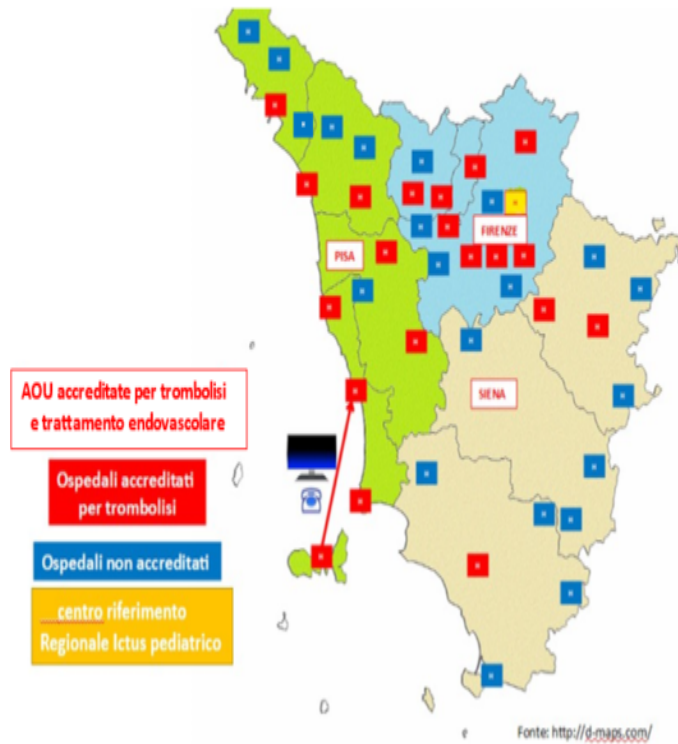 PISA
FIRENZE
SIENA
AOU accreditate per trombolisi
e trattamento endovascolare
Ospedali accreditati
per trombolisi
Ospedali non accreditati
centro riferimento
Regionale Ictus pediatrico
Fonte: http://d-maps.com/